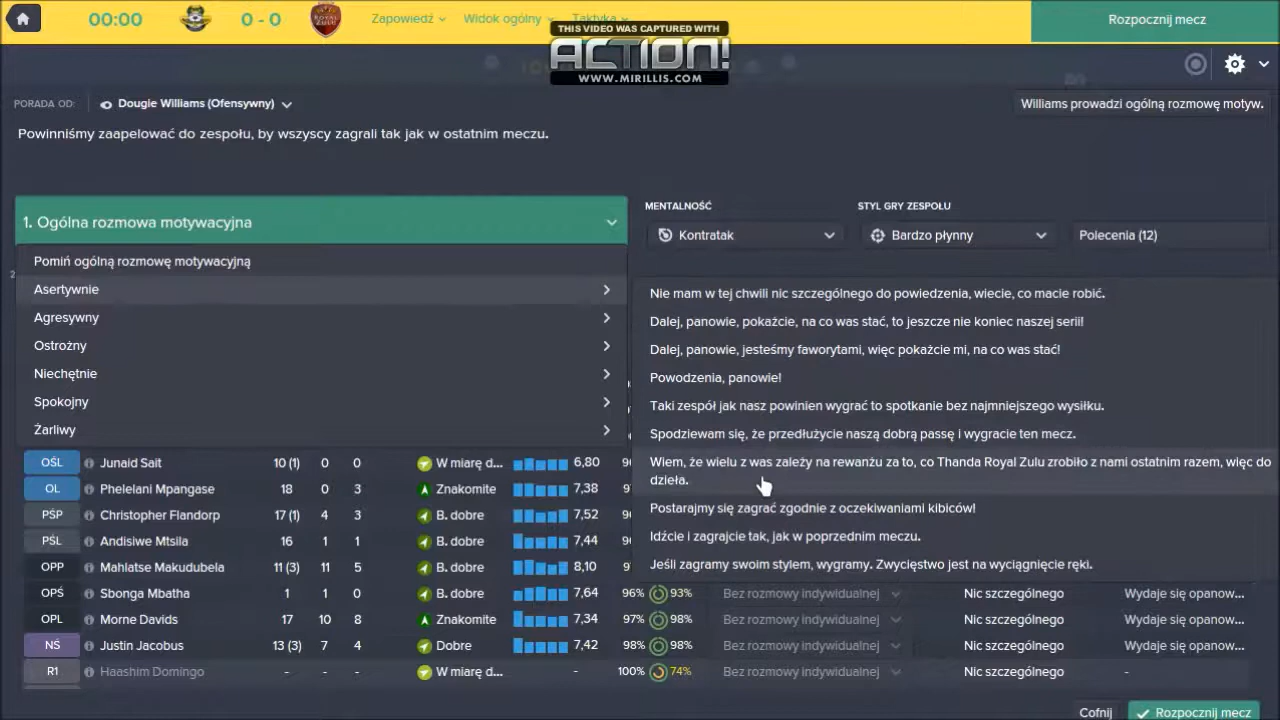 00:00
0 - 0
ROYAL ZULU
Zapowiedź
Widok ogólny
Taktyka
Rozpocznij mecz
THIS VIDEO WAS CAPTURED WITH
ACTION!
WWW.MIRILLIS.COM
PORADA OD:
Dougie Williams (Ofensywny)
Williams prowadzi ogólną rozmowę motyw.
Powinniśmy zaapelować do zespołu, by wszyscy zagrali tak jak w ostatnim meczu.
1. Ogólna rozmowa motywacyjna
MENTALNOŚĆ
STYL GRY ZESPOŁU
Kontratak
Bardzo płynny
Polecenia (12)
Pomiń ogólną rozmowę motywacyjną
Asertywnie
Agresywny
Ostrożny
Niechętnie
Spokojny
Żarliwy
Nie mam w tej chwili nic szczególnego do powiedzenia, wiecie, co macie robić.
Dalej, panowie, pokażcie, na co was stać, to jeszcze nie koniec naszej serii!
Dalej, panowie, jesteśmy faworytami, więc pokażcie mi, na co was stać!
Powodzenia, panowie!
Taki zespół jak nasz powinien wygrać to spotkanie bez najmniejszego wysiłku.
Spodziewam się, że przedłużycie naszą dobrą passę i wygracie ten mecz.
Wiem, że wielu z was zależy na rewanżu za to, co Thanda Royal Zulu zrobiło z nami ostatnim razem, więc do
dzieła.
Postarajmy się zagrać zgodnie z oczekiwaniami kibiców!
Idźcie i zagrajcie tak, jak w poprzednim meczu.
Jeśli zagramy swoim stylem, wygramy. Zwycięstwo jest na wyciągnięcie ręki.
OŚL Junaid Sait 10 (1) 0 0 W miarę d... 6,80
OL Phelelani Mpangase 18 0 3 Znakomite 7,38
PŚP Christopher Flandorp 17 (1) 4 3 B. dobre 7,52
PŚL Andisiwe Mtsila 16 1 1 B. dobre 7,44
OPP Mahlatse Makudubela 11 (3) 11 5 B. dobre 8,10
OPŚ Sbonga Mbatha 1 1 0 B. dobre 7,64 96% 93% Bez rozmowy indywidualnej Nic szczególnego Wydaje się opanow...
OPL Morne Davids 17 10 8 Znakomite 7,34 97% 98% Bez rozmowy indywidualnej Nic szczególnego Wydaje się opanow...
NŚ Justin Jacobus 13 (3) 7 4 Dobre 7,42 98% 98% Bez rozmowy indywidualnej Nic szczególnego Wydaje się opanow...
R1 Haashim Domingo - - - W miarę d... - 100% 74% Bez rozmowy indywidualnej Nic szczególnego -
Cofnij
Rozpocznij mecz